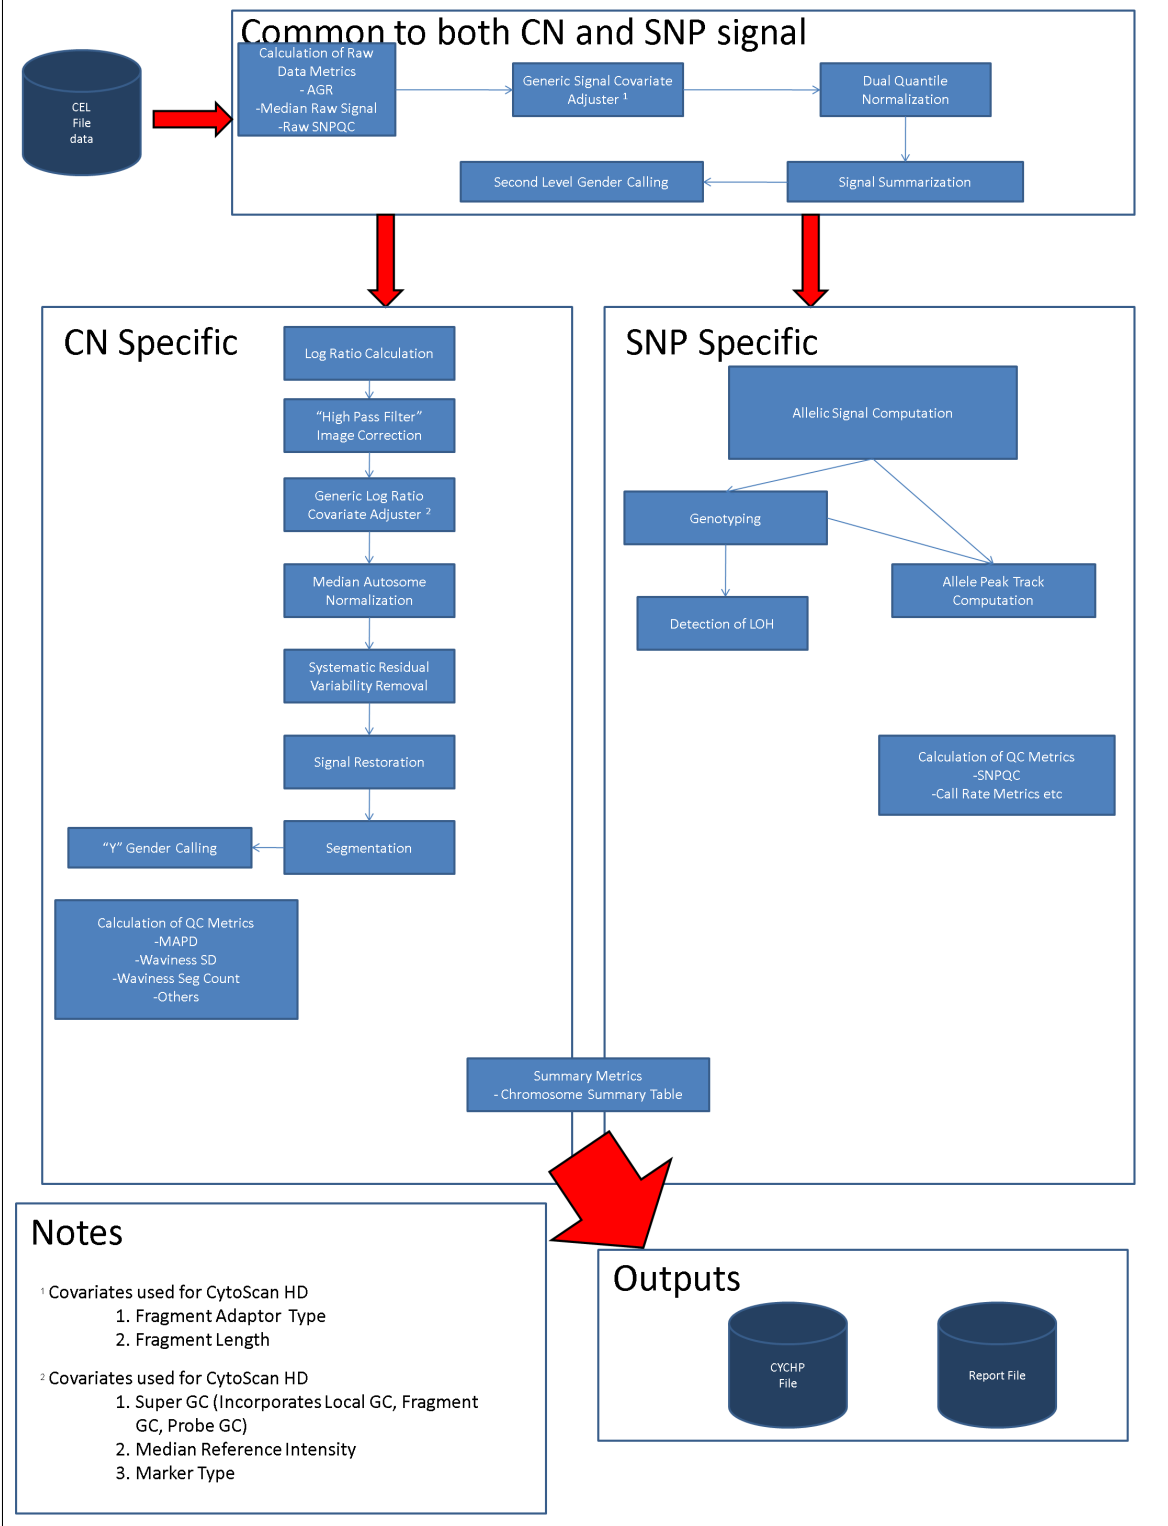 Common to both CN and SNP signal
CEL
File
data
Calculation of Raw
Data Metrics
- AGR
-Median Raw Signal
-Raw SNPQC
Generic Signal Covariate
Adjuster 1
Dual Quantile
Normalization
Second Level Gender Calling
Signal Summarization
CN Specific
Log Ratio Calculation
“High Pass Filter”
Image Correction
Generic Log Ratio
Covariate Adjuster 2
Median Autosome
Normalization
Systematic Residual
Variability Removal
Signal Restoration
Segmentation
“Y” Gender Calling
Calculation of QC Metrics
-MAPD
-Waviness SD
-Waviness Seg Count
-Others
SNP Specific
Allelic Signal Computation
Genotyping
Allele Peak Track
Computation
Detection of LOH
Calculation of QC Metrics
-SNPQC
-Call Rate Metrics etc
Summary Metrics
- Chromosome Summary Table
Notes
1 Covariates used for CytoScan HD
1. Fragment Adaptor Type
2. Fragment Length
2 Covariates used for CytoScan HD
1. Super GC (Incorporates Local GC, Fragment
GC, Probe GC)
2. Median Reference Intensity
3. Marker Type
Outputs
CYCHP
File
Report File